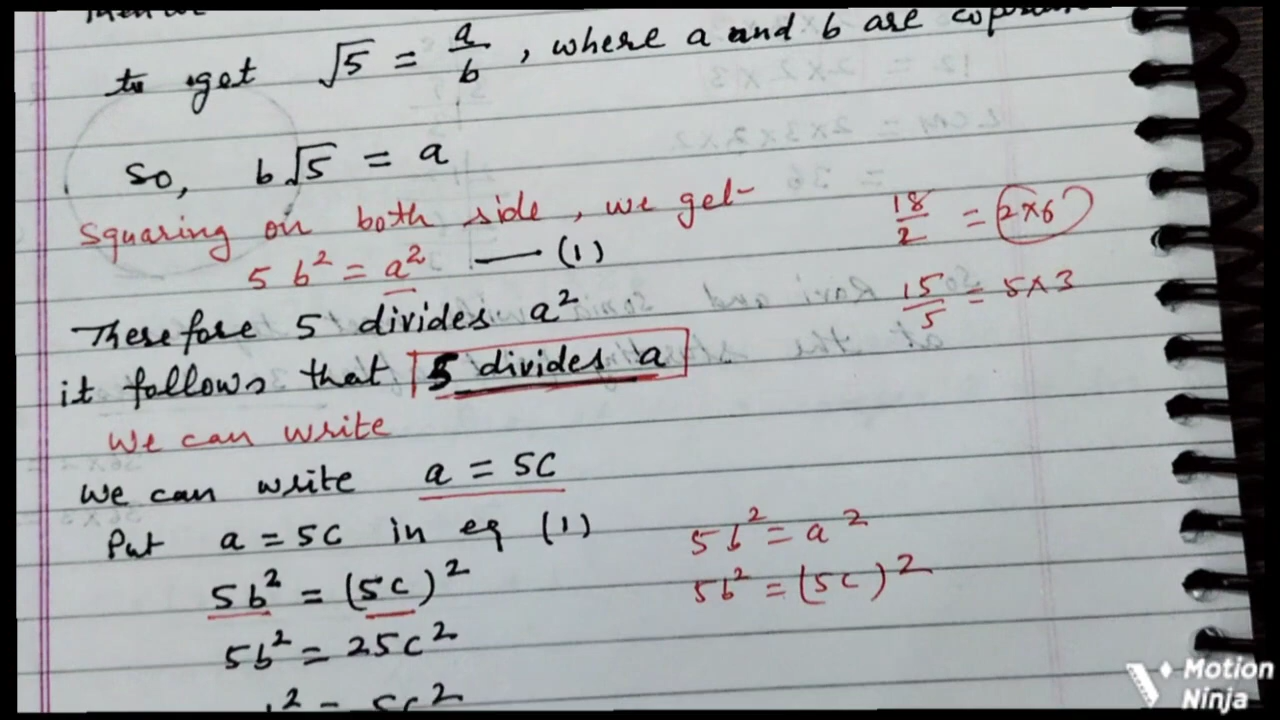 to get √5 = a/b, where a and b are
So, b√5 = a
Squaring on both side, we get
5b² = a² — (1)
18/2 = 2×6
Therefore 5 divides a²
15/5 = 5×3
it follows that 5 divides a
We can write
We can write a = 5C
Put a = 5C in eq (1)
5b² = a²
5b² = (5c)²
5b² = (5c)²
5b² = 25c²
Motion
Ninja